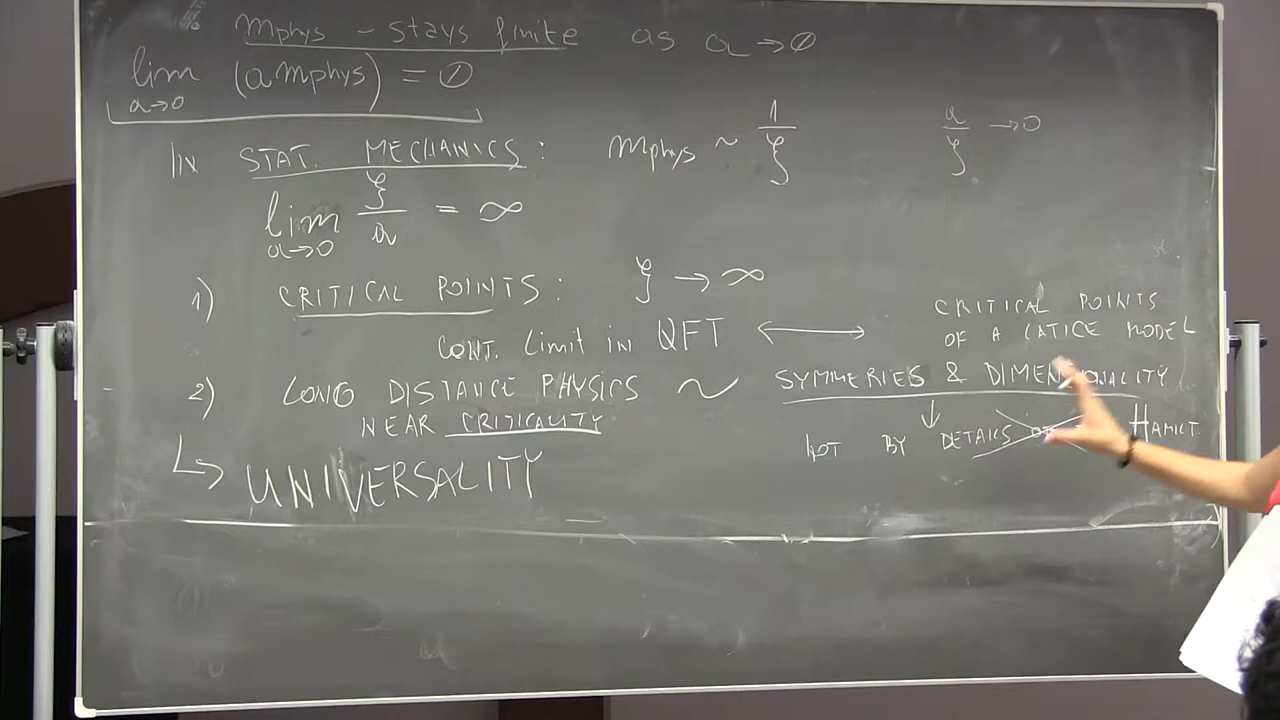 mphys - stays finite as a → 0
lim (a mphys) = 0
a→0
IN STAT. MECHANICS : mphys ~ 1/ξ a/ξ → 0
lim ξ/a = ∞
a→0
1) CRITICAL POINTS : ξ → ∞
CRITICAL POINTS
OF A LATICE MODEL
CONT. Limit in QFT ↔
2) LONG DISTANCE PHYSICS ~ SYMMERIES & DIMENSIONALITY
NEAR CRITICALITY
↓
NOT BY DETAILS OF HAMILT.
↳ UNIVERSALITY